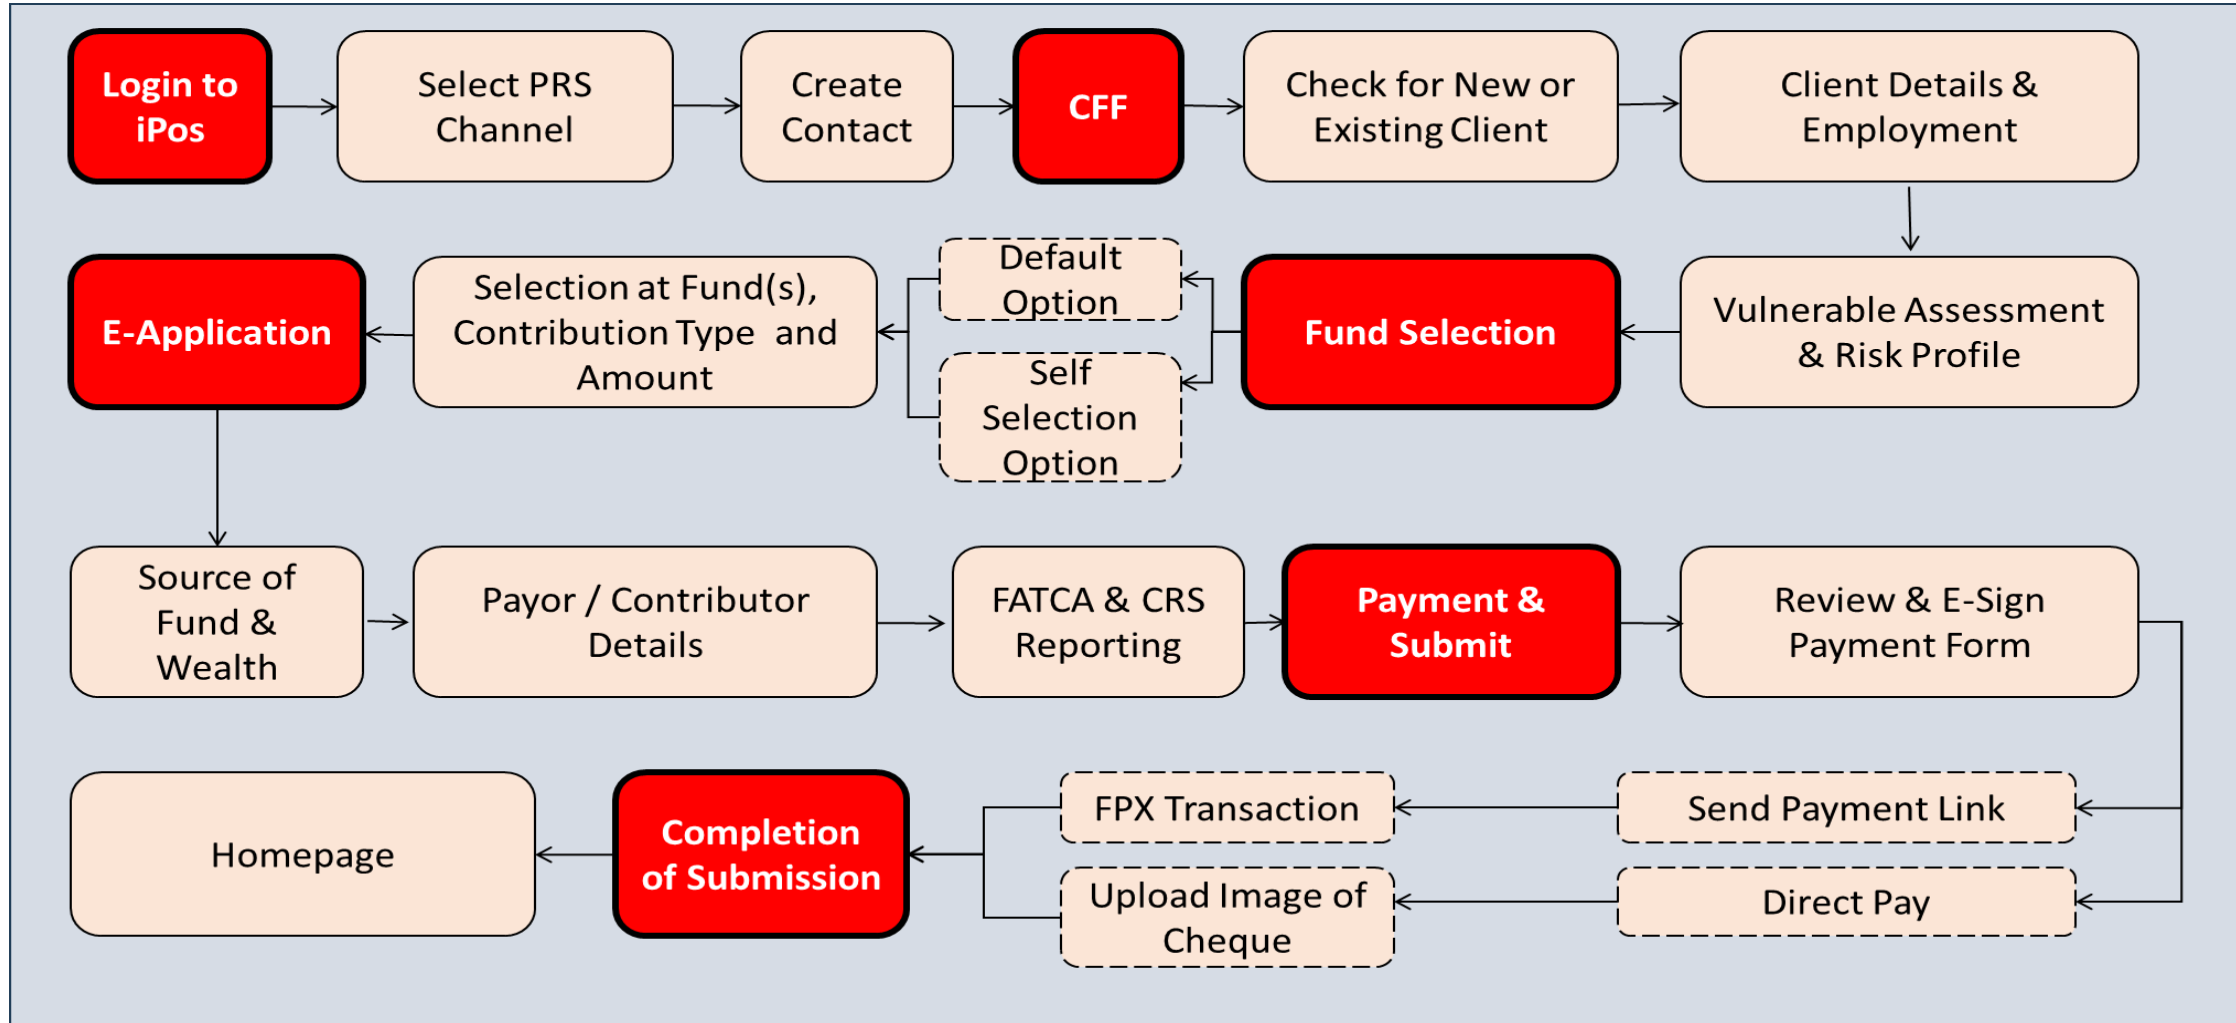 Login to
iPos
Select PRS
Channel
Create
Contact
CFF
Check for New or
Existing Client
Client Details &
Employment
Vulnerable Assessment
& Risk Profile
Fund Selection
Default
Option
Self
Selection
Option
Selection at Fund(s),
Contribution Type and
Amount
E-Application
Source of
Fund &
Wealth
Payor / Contributor
Details
FATCA & CRS
Reporting
Payment &
Submit
Review & E-Sign
Payment Form
Send Payment Link
Direct Pay
FPX Transaction
Upload Image of
Cheque
Completion
of Submission
Homepage